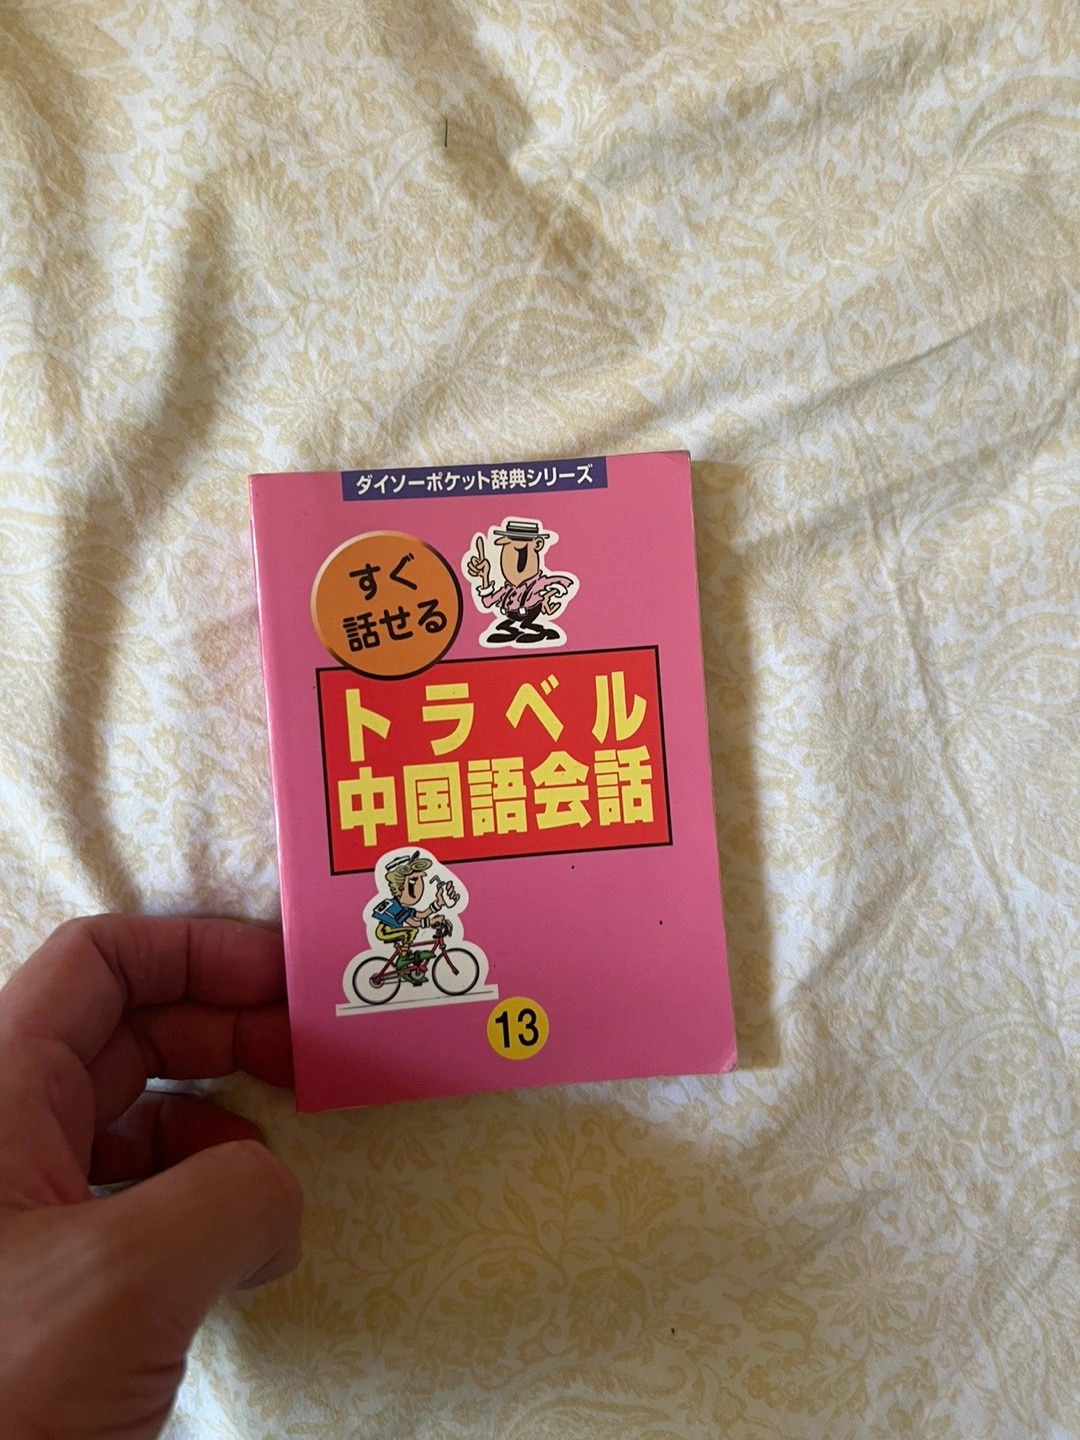 ダイソーポケット辞典シリーズ
すぐ
話せる
トラベル
中国語会話
13